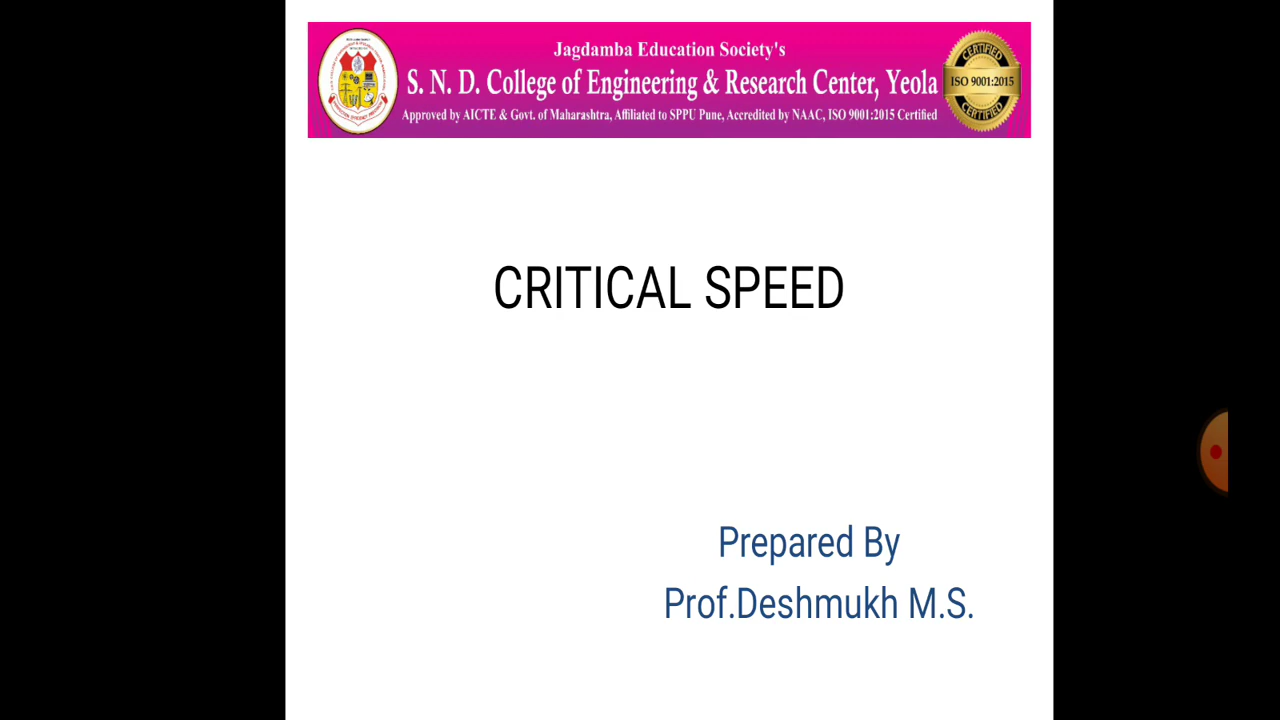 Jagdamba Education Society's
S. N. D. College of Engineering & Research Center, Yeola
Approved by AICTE & Govt. of Maharashtra, Affiliated to SPPU Pune, Accredited by NAAC, ISO 9001:2015 Certified
CERTIFIED
ISO 9001:2015
CERTIFIED
CRITICAL SPEED
Prepared By
Prof.Deshmukh M.S.